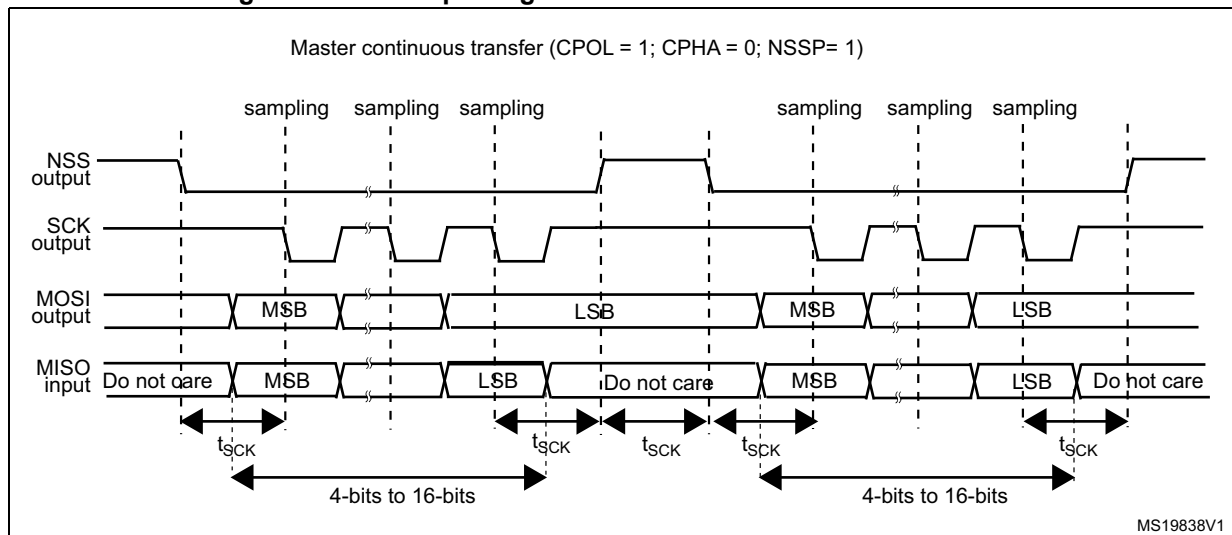 Master continuous transfer (CPOL = 1; CPHA = 0; NSSP= 1)
sampling sampling sampling sampling sampling sampling
NSS
output
SCK
output
MOSI
output
MSB LSB MSB LSB
MISO
input
Do not care MSB LSB Do not care MSB LSB Do not care
tSCK tSCK tSCK tSCK tSCK
4-bits to 16-bits 4-bits to 16-bits
MS19838V1